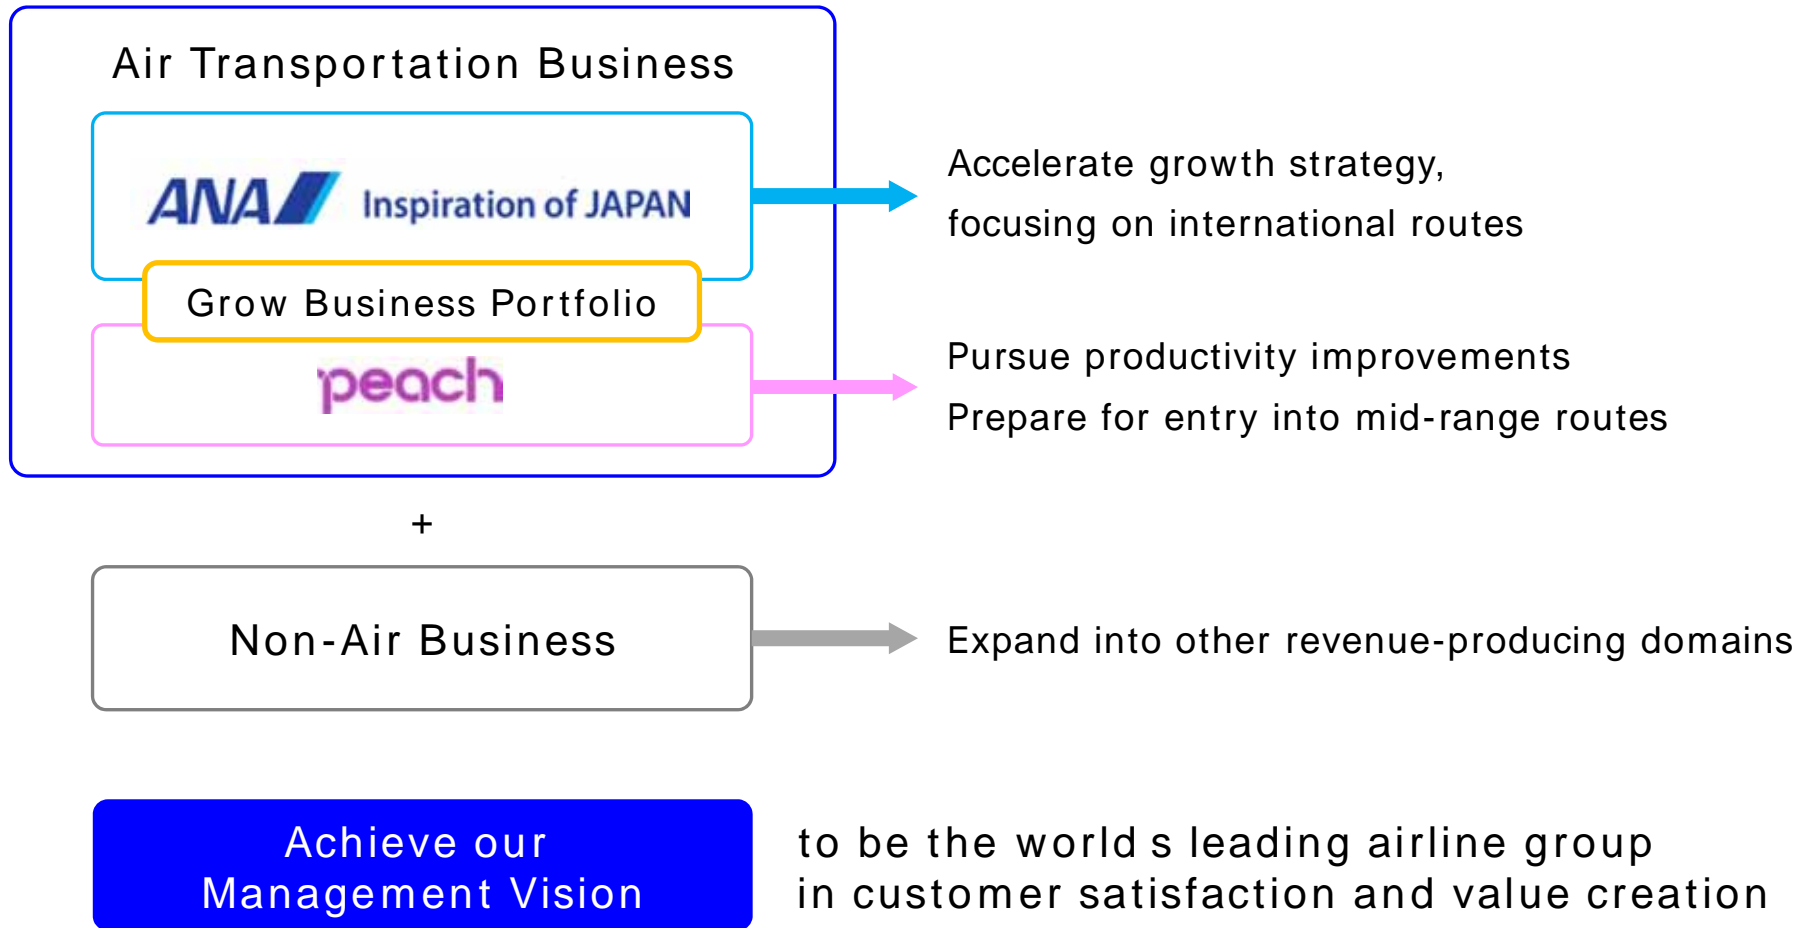 Air Transportation Business
ANA Inspiration of JAPAN
Accelerate growth strategy,
focusing on international routes
Grow Business Portfolio
peach
Pursue productivity improvements
Prepare for entry into mid-range routes
+
Non-Air Business
Expand into other revenue-producing domains
Achieve our
Management Vision
to be the world s leading airline group
in customer satisfaction and value creation